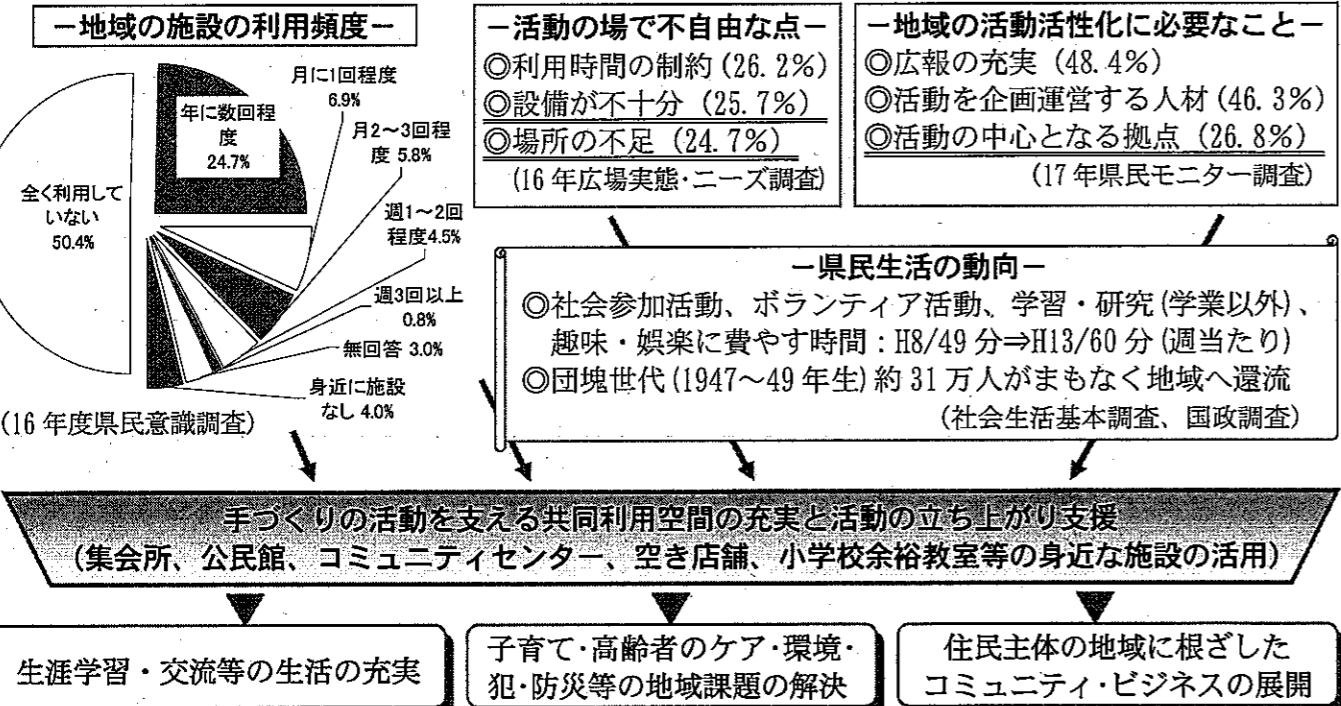 －地域の施設の利用頻度－
月に1回程度
6.9%
年に数回程
度
24.7%
月2～3回程
度 5.8%
全く利用して
いない
50.4%
週1～2回
程度4.5%
週3回以上
0.8%
無回答 3.0%
身近に施設
なし 4.0%
(16年度県民意識調査)
－活動の場で不自由な点－
◎利用時間の制約(26.2%)
◎設備が不十分 (25.7%)
◎場所の不足 (24.7%)
(16年広場実態・ニーズ調査)
－地域の活動活性化に必要なこと－
◎広報の充実 (48.4%)
◎活動を企画運営する人材(46.3%)
◎活動の中心となる拠点 (26.8%)
(17年県民モニター調査)
－県民生活の動向－
◎社会参加活動、ボランティア活動、学習・研究(学業以外)、
趣味・娯楽に費やす時間：H8/49分⇒H13/60分(週当たり)
◎団塊世代(1947～49年生)約31万人がまもなく地域へ還流
(社会生活基本調査、国政調査)
手づくりの活動を支える共同利用空間の充実と活動の立ち上がり支援
(集会所、公民館、コミュニティセンター、空き店舗、小学校余裕教室等の身近な施設の活用)
生涯学習・交流等の生活の充実
子育て・高齢者のケア・環境・
犯・防災等の地域課題の解決
住民主体の地域に根ざした
コミュニティ・ビジネスの展開